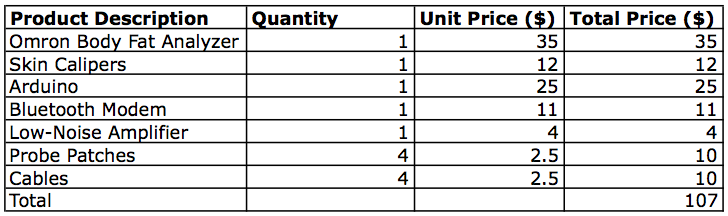 Product Description Quantity Unit Price ($) Total Price ($)
Omron Body Fat Analyzer 1 35 35
Skin Calipers 1 12 12
Arduino 1 25 25
Bluetooth Modem 1 11 11
Low-Noise Amplifier 1 4 4
Probe Patches 4 2.5 10
Cables 4 2.5 10
Total 107